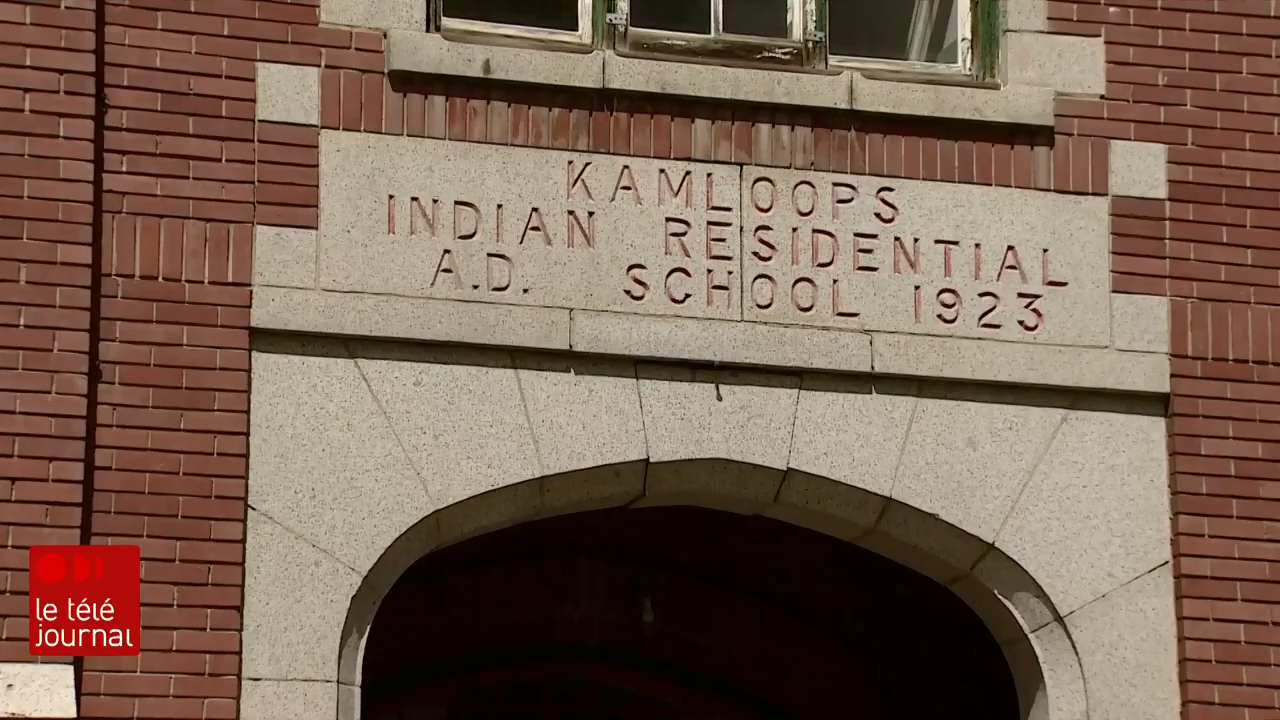 KAMLOOPS
INDIAN RESIDENTIAL
A.D. SCHOOL 1923
le télé
journal